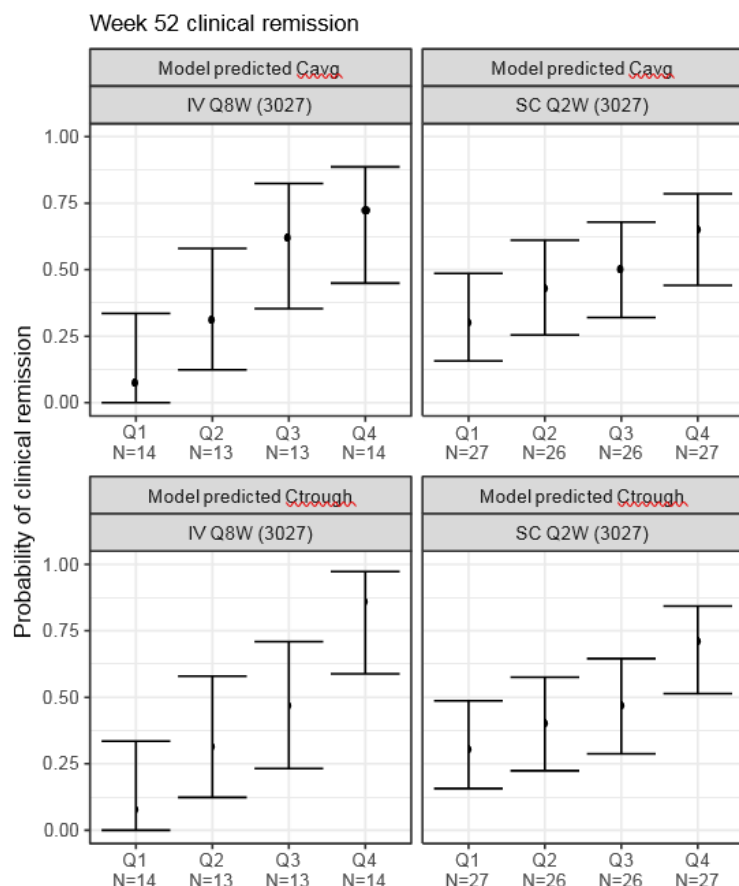 Week 52 clinical remission
Model predicted Cavg
Model predicted Cavg
IV Q8W (3027)
SC Q2W (3027)
1.00
0.75
0.50
0.25
0.00
Q1 Q2 Q3 Q4
N=14 N=13 N=13 N=14
Q1 Q2 Q3 Q4
N=27 N=26 N=26 N=27
Probability of clinical remission
Model predicted Ctrough
Model predicted Ctrough
IV Q8W (3027)
SC Q2W (3027)
1.00
0.75
0.50
0.25
0.00
Q1 Q2 Q3 Q4
N=14 N=13 N=13 N=14
Q1 Q2 Q3 Q4
N=27 N=26 N=26 N=27